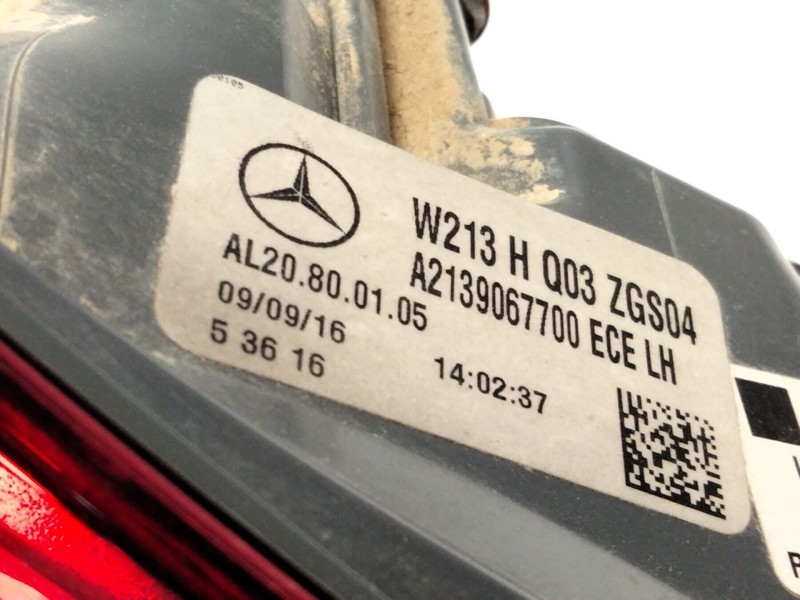 W213 H Q03 ZGS04
A2139067700 ECE LH
AL20.80.01.05
09/09/16
14:02:37
5 36 16